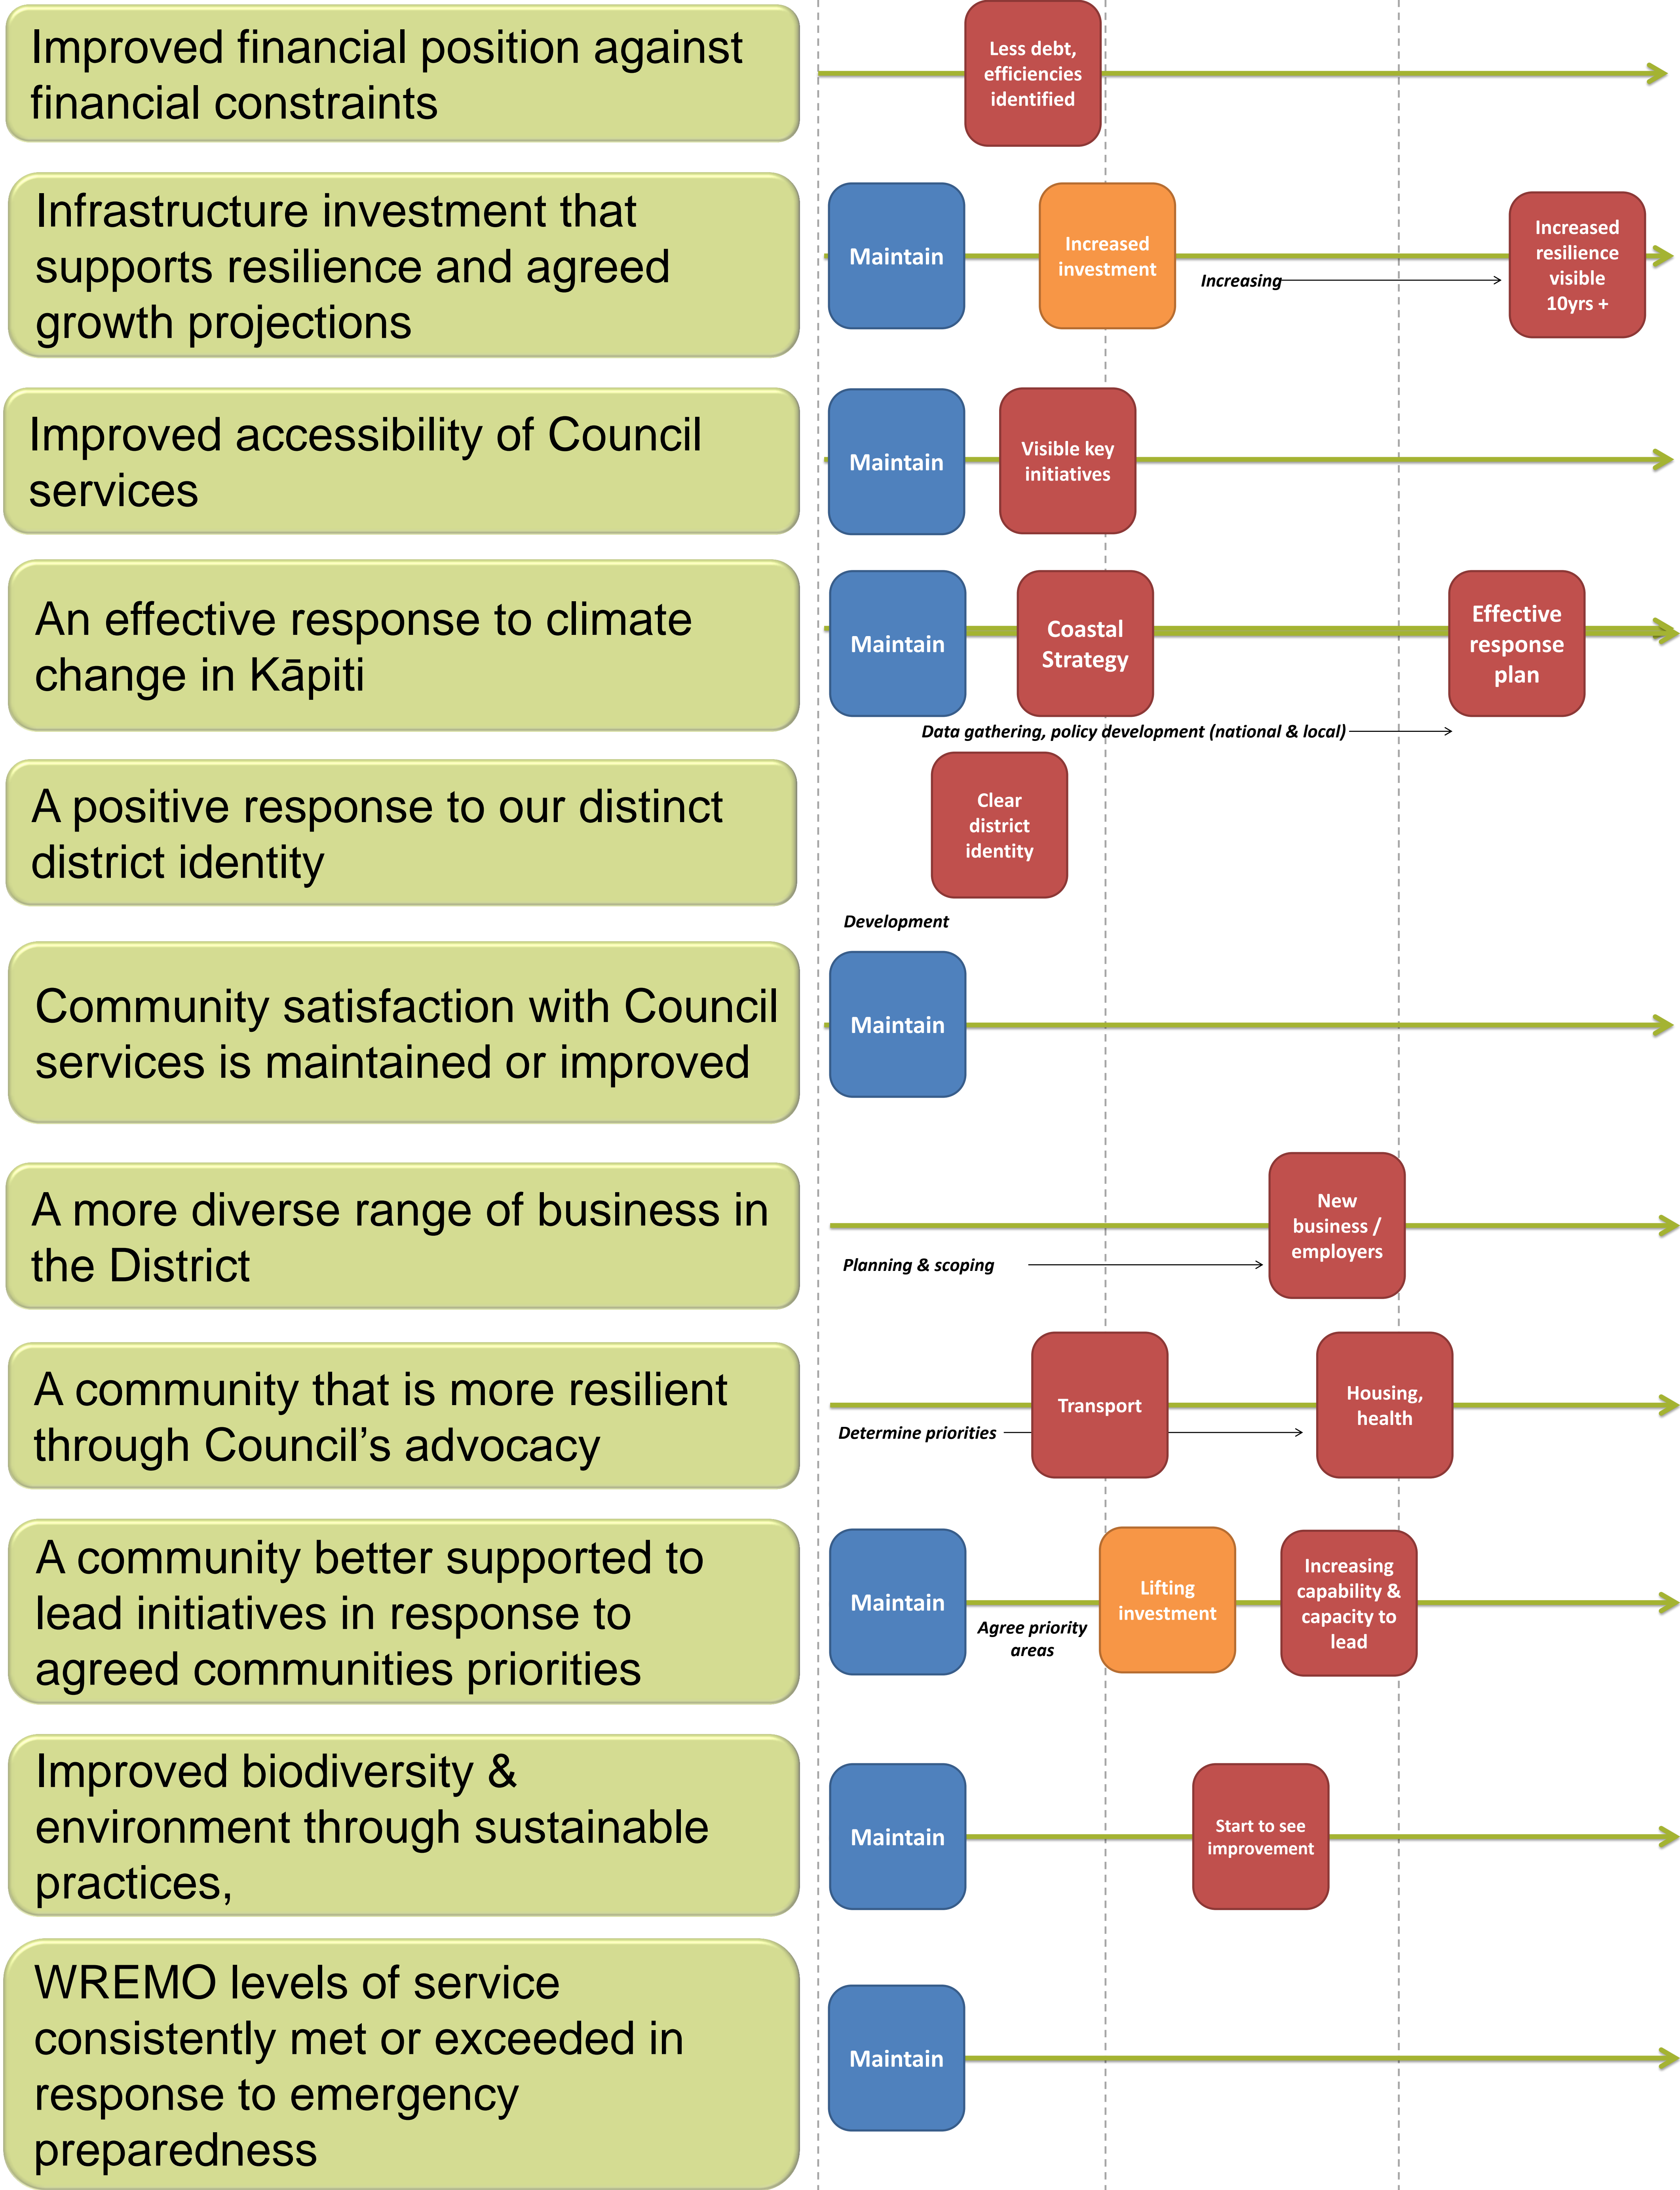 Improved financial position against
financial constraints
Less debt,
efficiencies
identified
Infrastructure investment that
supports resilience and agreed
growth projections
Maintain
Increased
investment
Increasing
Increased
resilience
visible
10yrs +
Improved accessibility of Council
services
Maintain
Visible key
initiatives
An effective response to climate
change in Kāpiti
Maintain
Coastal
Strategy
Effective
response
plan
Data gathering, policy development (national & local)
A positive response to our distinct
district identity
Clear
district
identity
Development
Community satisfaction with Council
services is maintained or improved
Maintain
A more diverse range of business in
the District
Planning & scoping
New
business /
employers
A community that is more resilient
through Council’s advocacy
Determine priorities
Transport
Housing,
health
A community better supported to
lead initiatives in response to
agreed communities priorities
Maintain
Agree priority
areas
Lifting
investment
Increasing
capability &
capacity to
lead
Improved biodiversity &
environment through sustainable
practices,
Maintain
Start to see
improvement
WREMO levels of service
consistently met or exceeded in
response to emergency
preparedness
Maintain